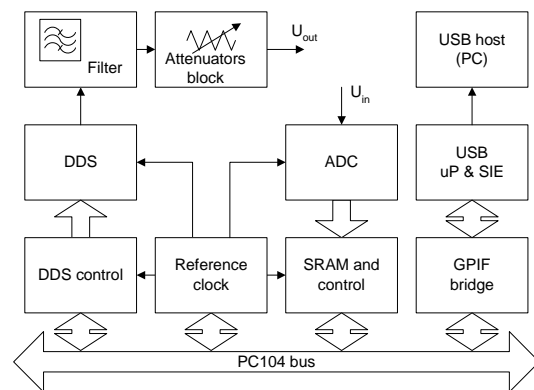 Filter
Attenuators
block
Uout
USB host
(PC)
Uin
DDS
ADC
USB
uP & SIE
DDS control
Reference
clock
SRAM and
control
GPIF
bridge
PC104 bus